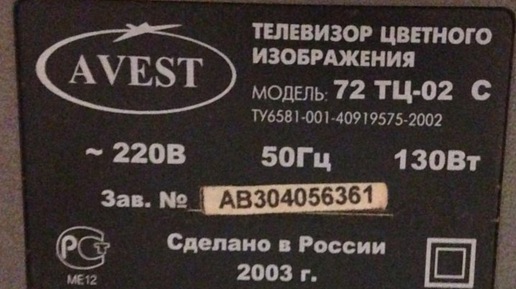 AVEST
ТЕЛЕВИЗОР ЦВЕТНОГО
ИЗОБРАЖЕНИЯ
МОДЕЛЬ: 72 ТЦ-02 С
ТУ6581-001-40919575-2002
~ 220В 50Гц 130Вт
Зав. № АВ304056361
РСТ Сделано в России
МЕ12 2003 г.